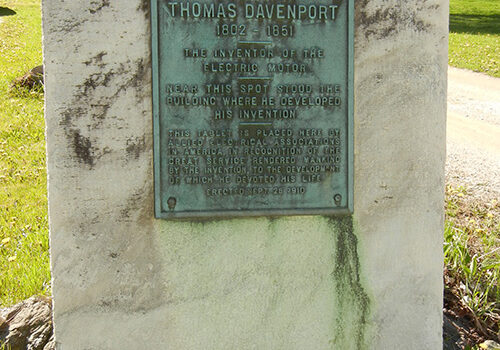 THOMAS DAVENPORT
1802 - 1851
THE INVENTOR OF THE
ELECTRIC MOTOR
NEAR THIS SPOT STOOD THE
BUILDING WHERE HE DEVELOPED
HIS INVENTION
THIS TABLET IS PLACED HERE BY
ALLIED ELECTRICAL ASSOCIATIONS
IN AMERICA IN RECOGNITION OF THE
GREAT SERVICE RENDERED MANKIND
BY THE INVENTION TO THE DEVELOPMENT
OF WHICH HE DEVOTED HIS LIFE
ERECTED SEPT. 28 1910